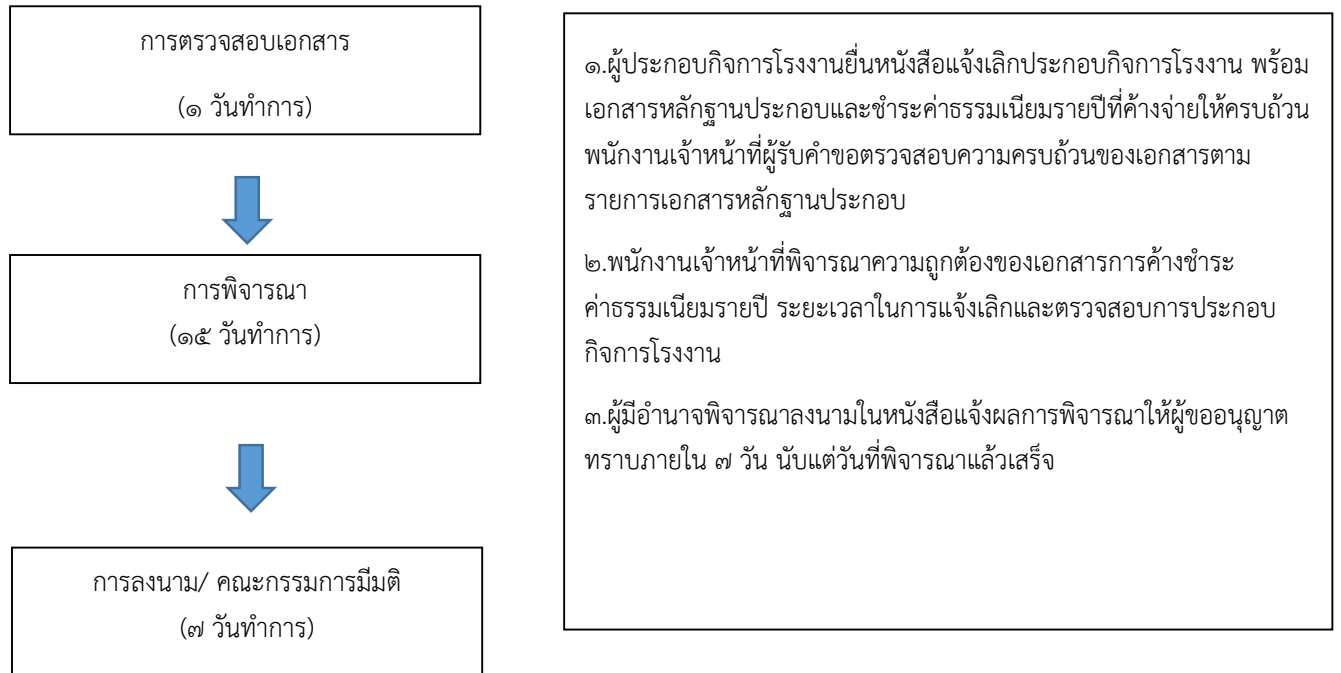 การตรวจสอบเอกสาร
(๑ วันทำการ)
การพิจารณา
(๑๕ วันทำการ)
การลงนาม/ คณะกรรมการมีมติ
(๗ วันทำการ)
๑.ผู้ประกอบกิจการโรงงานยื่นหนังสือแจ้งเลิกประกอบกิจการโรงงาน พร้อม
เอกสารหลักฐานประกอบและชำระค่าธรรมเนียมรายปีที่ค้างจ่ายให้ครบถ้วน
พนักงานเจ้าหน้าที่ผู้รับคำขอตรวจสอบความครบถ้วนของเอกสารตาม
รายการเอกสารหลักฐานประกอบ
๒.พนักงานเจ้าหน้าที่พิจารณาความถูกต้องของเอกสารการค้างชำระ
ค่าธรรมเนียมรายปี ระยะเวลาในการแจ้งเลิกและตรวจสอบการประกอบ
กิจการโรงงาน
๓.ผู้มีอำนาจพิจารณาลงนามในหนังสือแจ้งผลการพิจารณาให้ผู้ขออนุญาต
ทราบภายใน ๗ วัน นับแต่วันที่พิจารณาแล้วเสร็จ